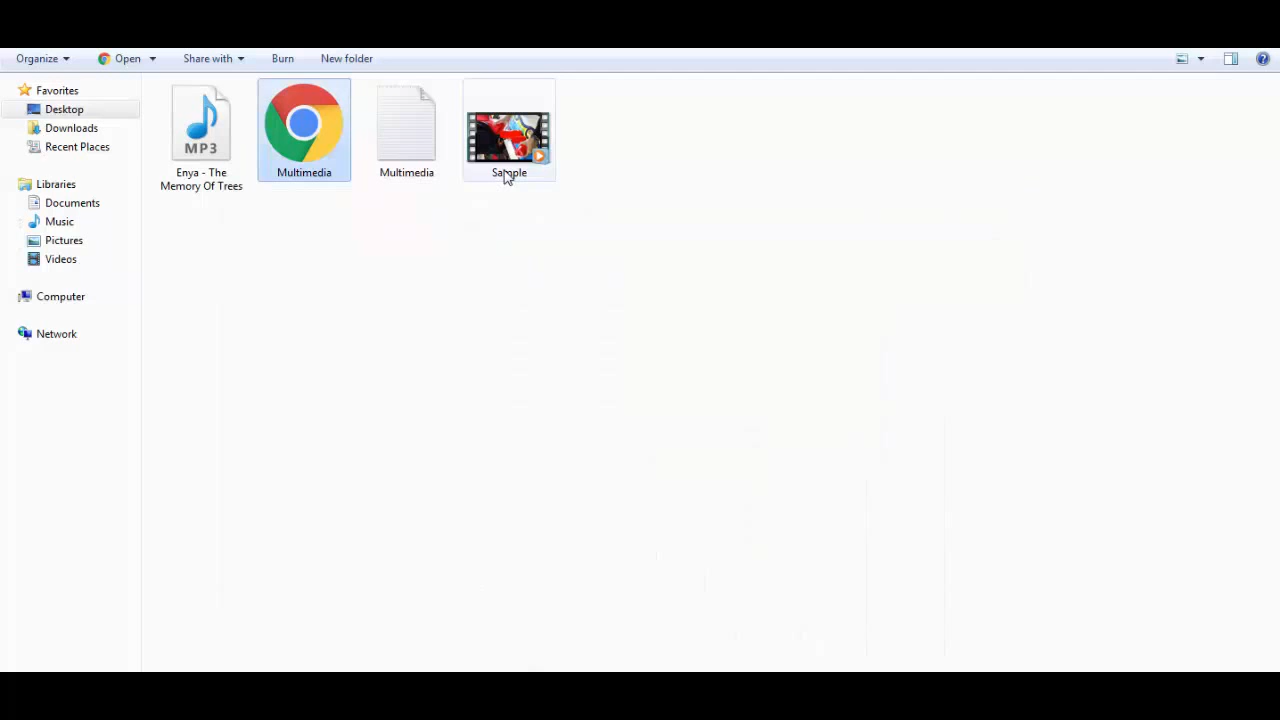 Organize Open Share with Burn New folder
Favorites
Desktop
Downloads
Recent Places
Libraries
Documents
Music
Pictures
Videos
Computer
Network
MP3
Enya - The
Memory Of Trees
Multimedia
Multimedia
Sample